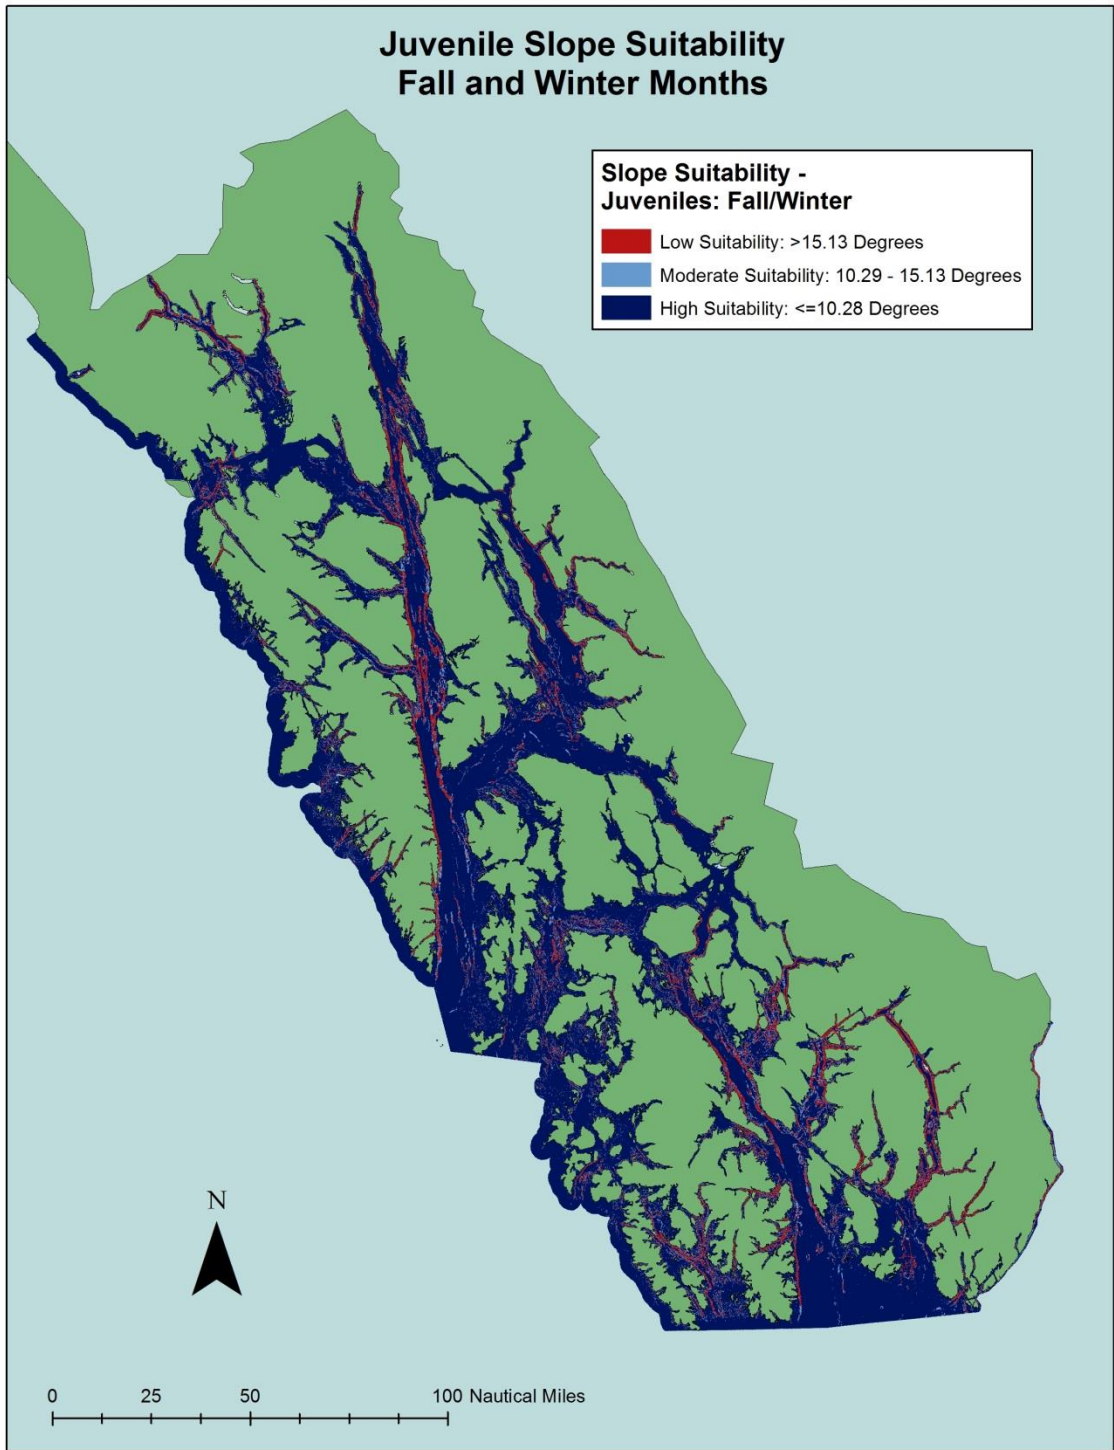 Juvenile Slope Suitability
Fall and Winter Months
Slope Suitability -
Juveniles: Fall/Winter
Low Suitability: >15.13 Degrees
Moderate Suitability: 10.29 - 15.13 Degrees
High Suitability: <=10.28 Degrees
N
0 25 50 100 Nautical Miles